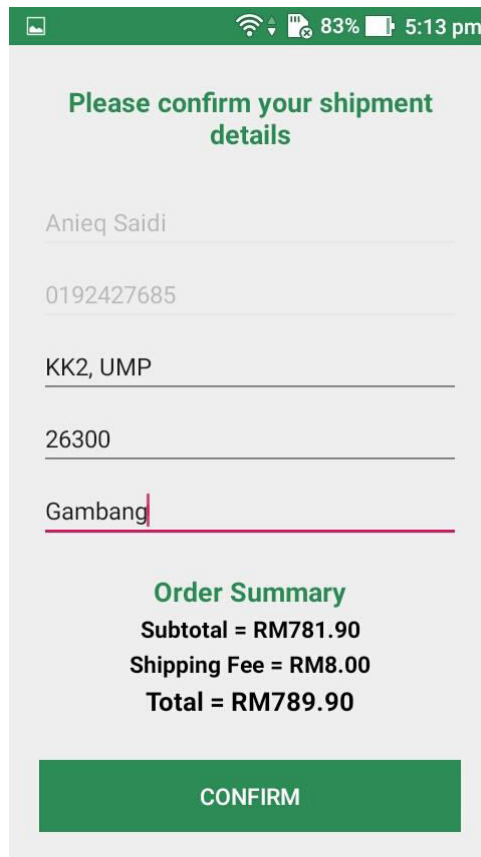 83% 5:13 pm
Please confirm your shipment
details
Anieq Saidi
0192427685
KK2, UMP
26300
Gambang
Order Summary
Subtotal = RM781.90
Shipping Fee = RM8.00
Total = RM789.90
CONFIRM